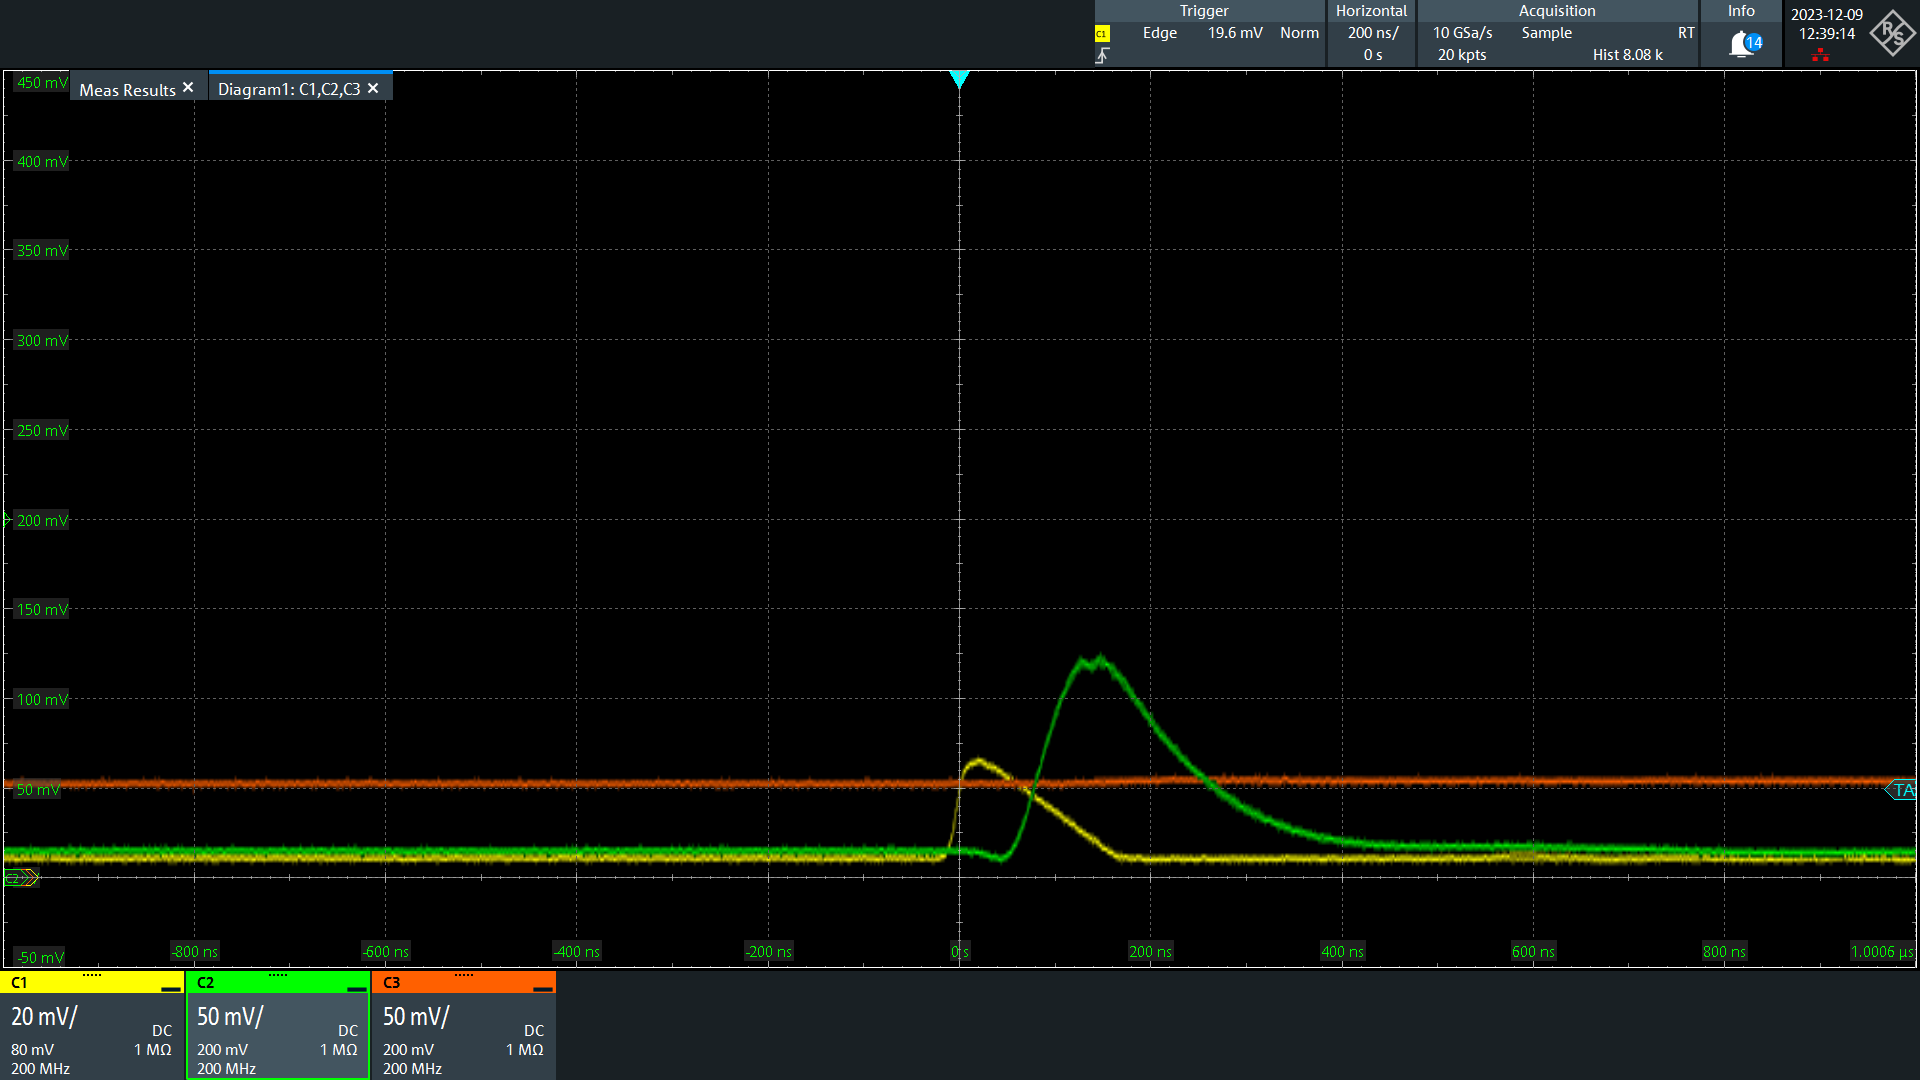 Trigger
C1 Edge 19.6 mV Norm
Horizontal
200 ns/
0 s
Acquisition
10 GSa/s Sample RT
20 kpts Hist 8.08 k
Info
14
2023-12-09
12:39:14
R S
Meas Results ✕
Diagram1: C1,C2,C3 ✕
450 mV
400 mV
350 mV
300 mV
250 mV
200 mV
150 mV
100 mV
50 mV
TA
C2
-50 mV
-800 ns
-600 ns
-400 ns
-200 ns
0 s
200 ns
400 ns
600 ns
800 ns
1.0006 µs
C1
20 mV/
DC
80 mV 1 MΩ
200 MHz
C2
50 mV/
DC
200 mV 1 MΩ
200 MHz
C3
50 mV/
DC
200 mV 1 MΩ
200 MHz